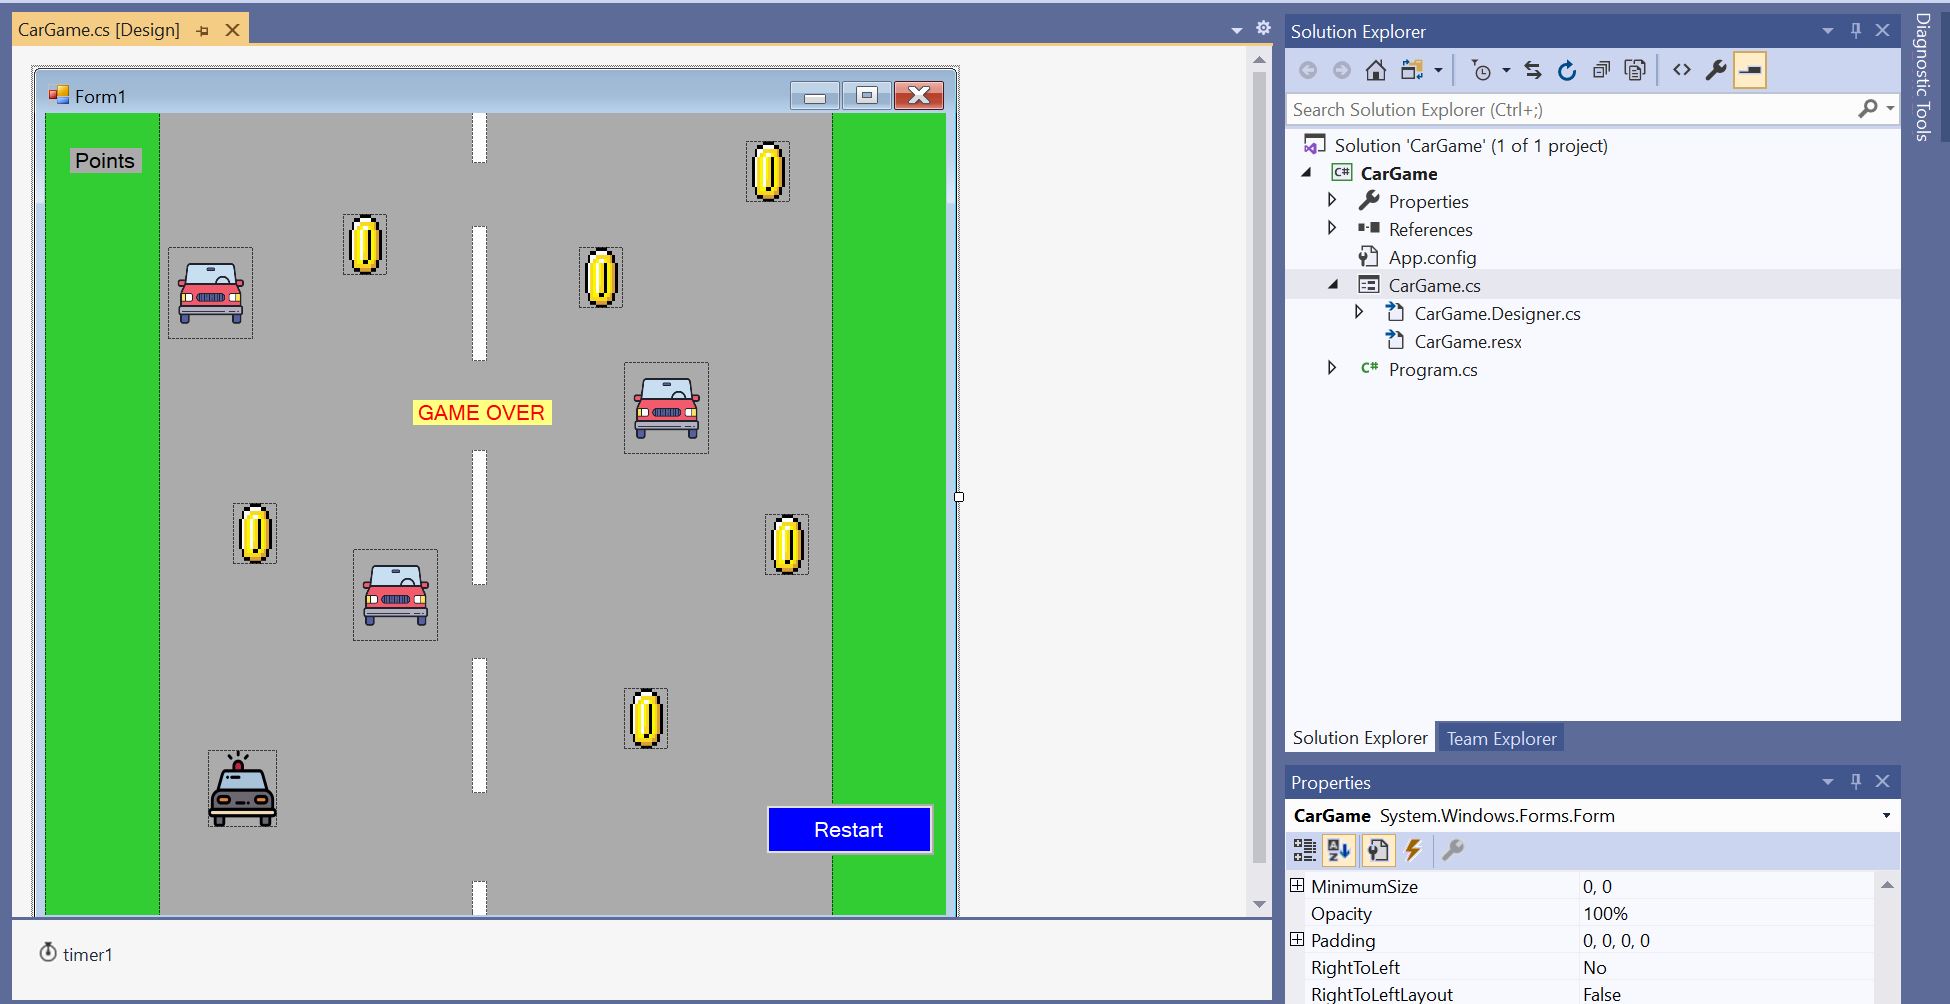 CarGame.cs [Design]
Form1
Points
GAME OVER
Restart
timer1
Solution Explorer
Search Solution Explorer (Ctrl+;)
Solution 'CarGame' (1 of 1 project)
C# CarGame
Properties
References
App.config
CarGame.cs
CarGame.Designer.cs
CarGame.resx
C# Program.cs
Solution Explorer
Team Explorer
Properties
CarGame System.Windows.Forms.Form
MinimumSize 0, 0
Opacity 100%
Padding 0, 0, 0, 0
RightToLeft No
RightToLeftLayout False
Diagnostic Tools